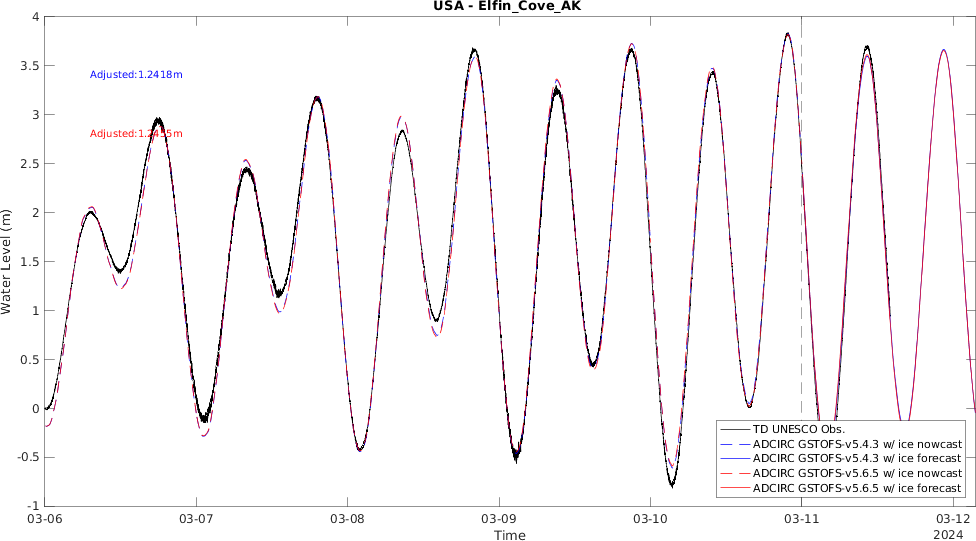 USA - Elfin_Cove_AK
4
3.5
3
2.5
2
1.5
1
0.5
0
-0.5
-1
Water Level (m)
Adjusted:1.2418m
Adjusted:1.2455m
TD UNESCO Obs.
ADCIRC GSTOFS-v5.4.3 w/ ice nowcast
ADCIRC GSTOFS-v5.4.3 w/ ice forecast
ADCIRC GSTOFS-v5.6.5 w/ ice nowcast
ADCIRC GSTOFS-v5.6.5 w/ ice forecast
03-06 03-07 03-08 03-09 03-10 03-11 03-12
Time 2024